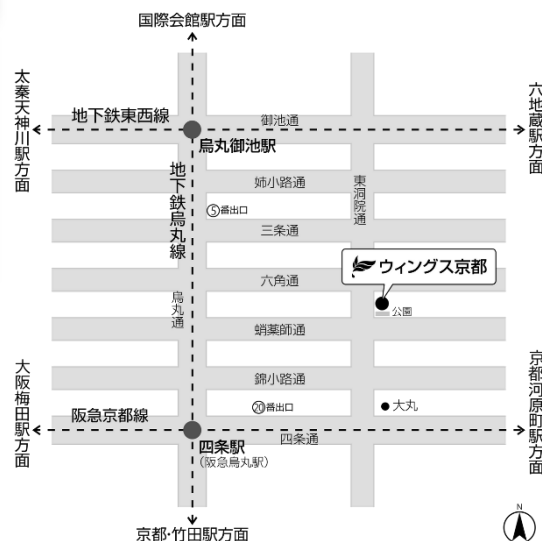 国際会館駅方面
太秦天神川駅方面
六地蔵駅方面
地下鉄東西線
御池通
烏丸御池駅
地下鉄烏丸線
姉小路通
東洞院通
⑤番出口
三条通
ウィングス京都
六角通
公園
烏丸通
蛸薬師通
大阪梅田駅方面
京都河原町駅方面
錦小路通
⑳番出口
大丸
阪急京都線
四条通
四条駅
(阪急烏丸駅)
京都・竹田駅方面
N